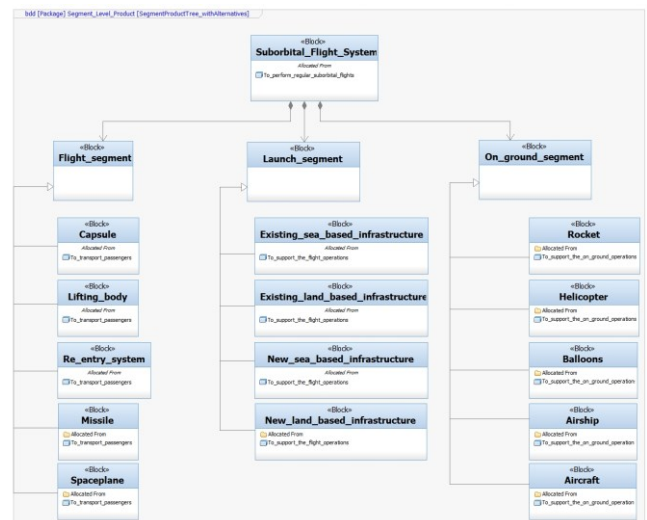 bdd [Package] Segment_Level_Product [SegmentProductTree_withAlternatives]
«Block»
Suborbital_Flight_System
Allocated From
To_perform_regular_suborbital_flights
«Block»
Flight_segment
«Block»
Launch_segment
«Block»
On_ground_segment
«Block»
Capsule
Allocated From
To_transport_passengers
«Block»
Lifting_body
Allocated From
To_transport_passengers
«Block»
Re_entry_system
Allocated From
To_transport_passengers
«Block»
Missile
Allocated From
To_transport_passengers
«Block»
Spaceplane
Allocated From
To_transport_passengers
«Block»
Existing_sea_based_infrastructure
Allocated From
To_support_the_flight_operations
«Block»
Existing_land_based_infrastructure
Allocated From
To_support_the_flight_operations
«Block»
New_sea_based_infrastructure
Allocated From
To_support_the_flight_operations
«Block»
New_land_based_infrastructure
Allocated From
To_support_the_flight_operations
«Block»
Rocket
Allocated From
To_support_the_on_ground_operations
«Block»
Helicopter
Allocated From
To_support_the_on_ground_operations
«Block»
Balloons
Allocated From
To_support_the_on_ground_operation
«Block»
Airship
Allocated From
To_support_the_on_ground_operation
«Block»
Aircraft
Allocated From
To_support_the_on_ground_operation